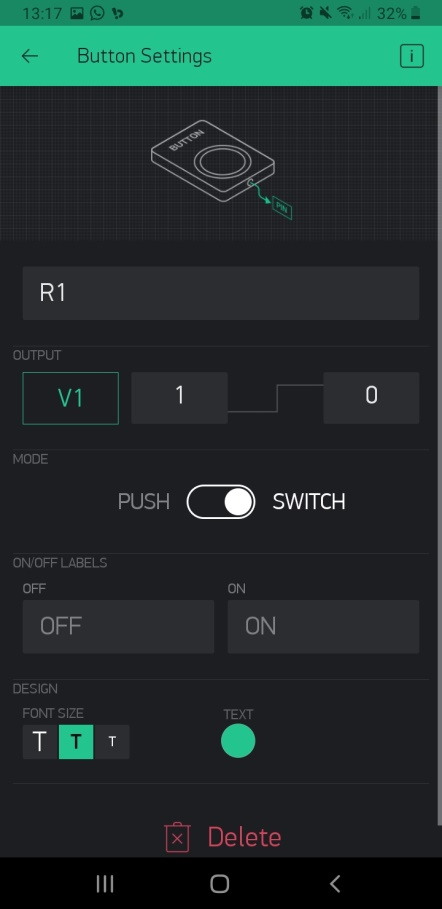 13:17 32%
Button Settings i
BUTTON
PIN
R1
OUTPUT
V1 1 0
MODE
PUSH SWITCH
ON/OFF LABELS
OFF ON
OFF ON
DESIGN
FONT SIZE TEXT
T T T
Delete